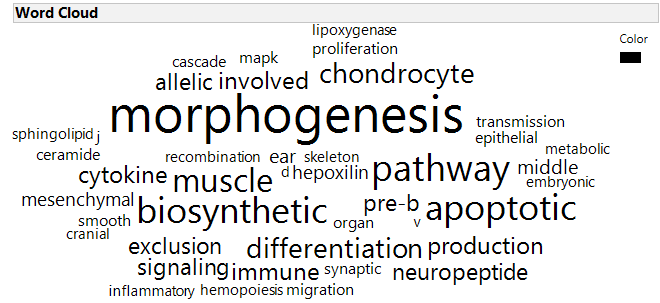 Word Cloud
lipoxygenase
Color
proliferation
cascade mapk
allelic involved chondrocyte
morphogenesis
transmission
sphingolipid j epithelial
ceramide recombination ear skeleton metabolic
cytokine muscle d hepoxilin pathway middle
embryonic
mesenchymal biosynthetic pre-b apoptotic
smooth organ v
cranial
exclusion differentiation production
signaling immune synaptic neuropeptide
inflammatory hemopoiesis migration